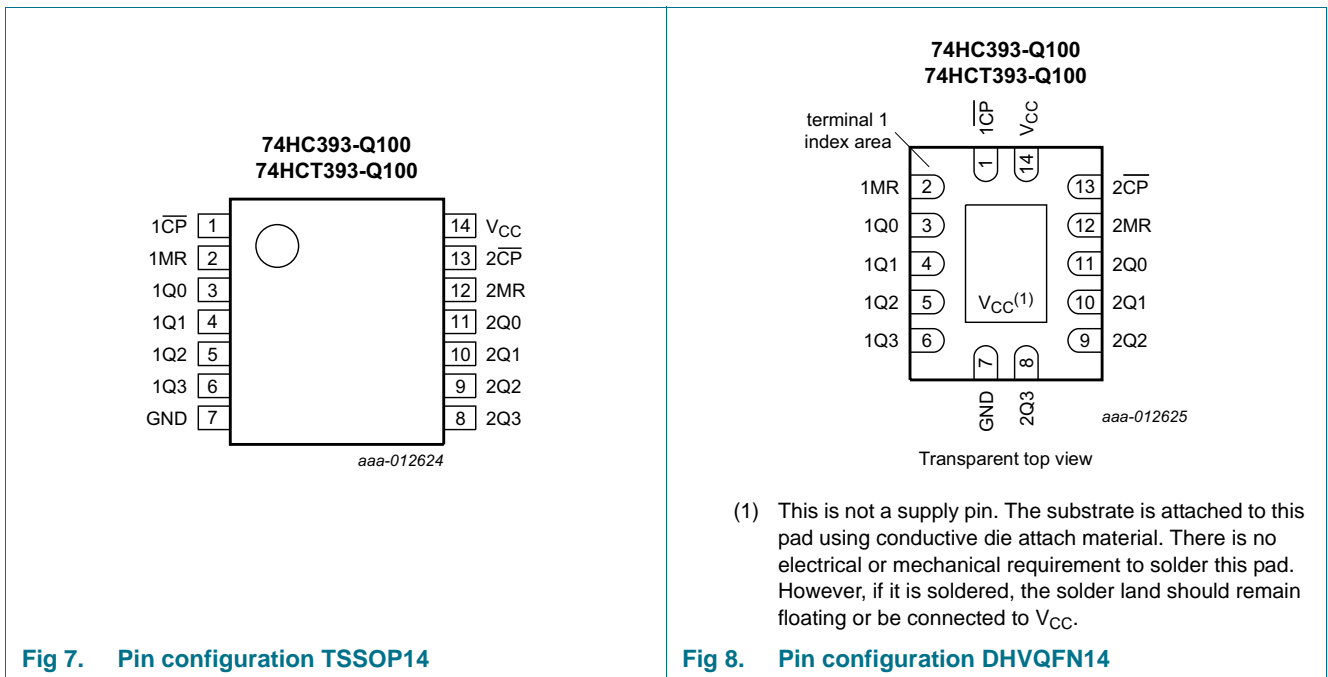 74HC393-Q100
74HCT393-Q100
1C̅P̅ 1
1MR 2
1Q0 3
1Q1 4
1Q2 5
1Q3 6
GND 7
14 VCC
13 2C̅P̅
12 2MR
11 2Q0
10 2Q1
9 2Q2
8 2Q3
aaa-012624
Fig 7. Pin configuration TSSOP14
74HC393-Q100
74HCT393-Q100
terminal 1
index area
1C̅P̅
VCC
1
14
1MR 2
1Q0 3
1Q1 4
1Q2 5
1Q3 6
13 2C̅P̅
12 2MR
11 2Q0
10 2Q1
9 2Q2
VCC(1)
7
8
GND
2Q3
aaa-012625
Transparent top view
(1) This is not a supply pin. The substrate is attached to this
pad using conductive die attach material. There is no
electrical or mechanical requirement to solder this pad.
However, if it is soldered, the solder land should remain
floating or be connected to VCC.
Fig 8. Pin configuration DHVQFN14